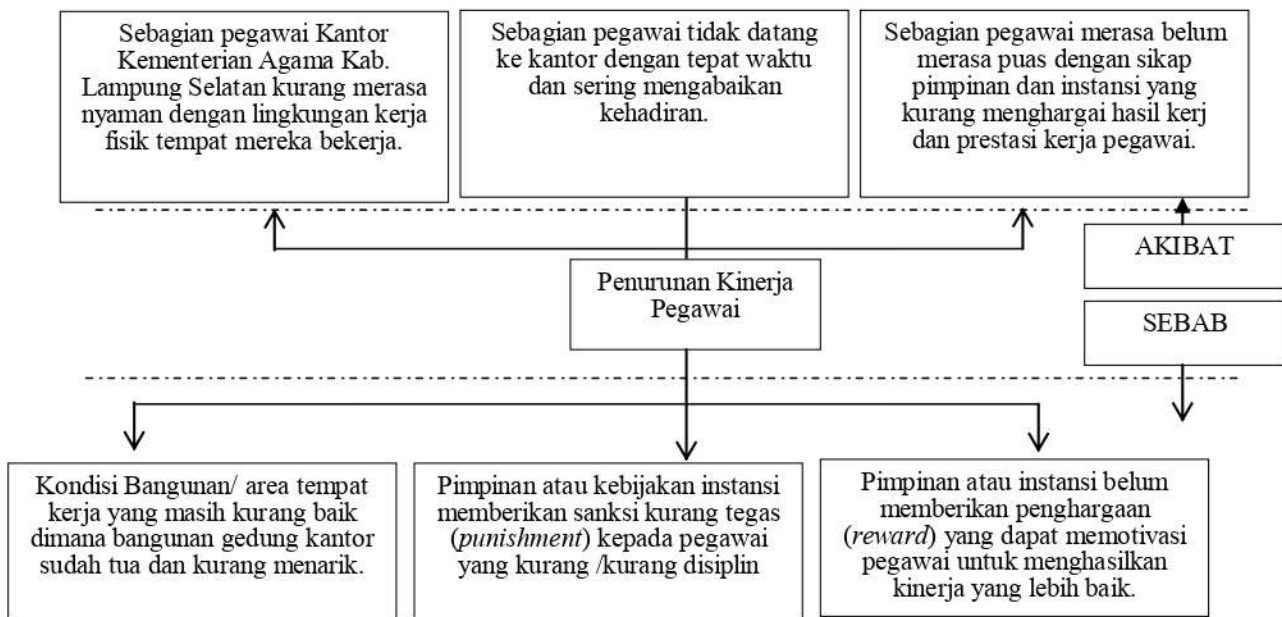 Sebagian pegawai Kantor
Kementerian Agama Kab.
Lampung Selatan kurang merasa
nyaman dengan lingkungan kerja
fisik tempat mereka bekerja.
Sebagian pegawai tidak datang
ke kantor dengan tepat waktu
dan sering mengabaikan
kehadiran.
Sebagian pegawai merasa belum
merasa puas dengan sikap
pimpinan dan instansi yang
kurang menghargai hasil kerj
dan prestasi kerja pegawai.
AKIBAT
Penurunan Kinerja
Pegawai
SEBAB
Kondisi Bangunan/ area tempat
kerja yang masih kurang baik
dimana bangunan gedung kantor
sudah tua dan kurang menarik.
Pimpinan atau kebijakan instansi
memberikan sanksi kurang tegas
(punishment) kepada pegawai
yang kurang /kurang disiplin
Pimpinan atau instansi belum
memberikan penghargaan
(reward) yang dapat memotivasi
pegawai untuk menghasilkan
kinerja yang lebih baik.